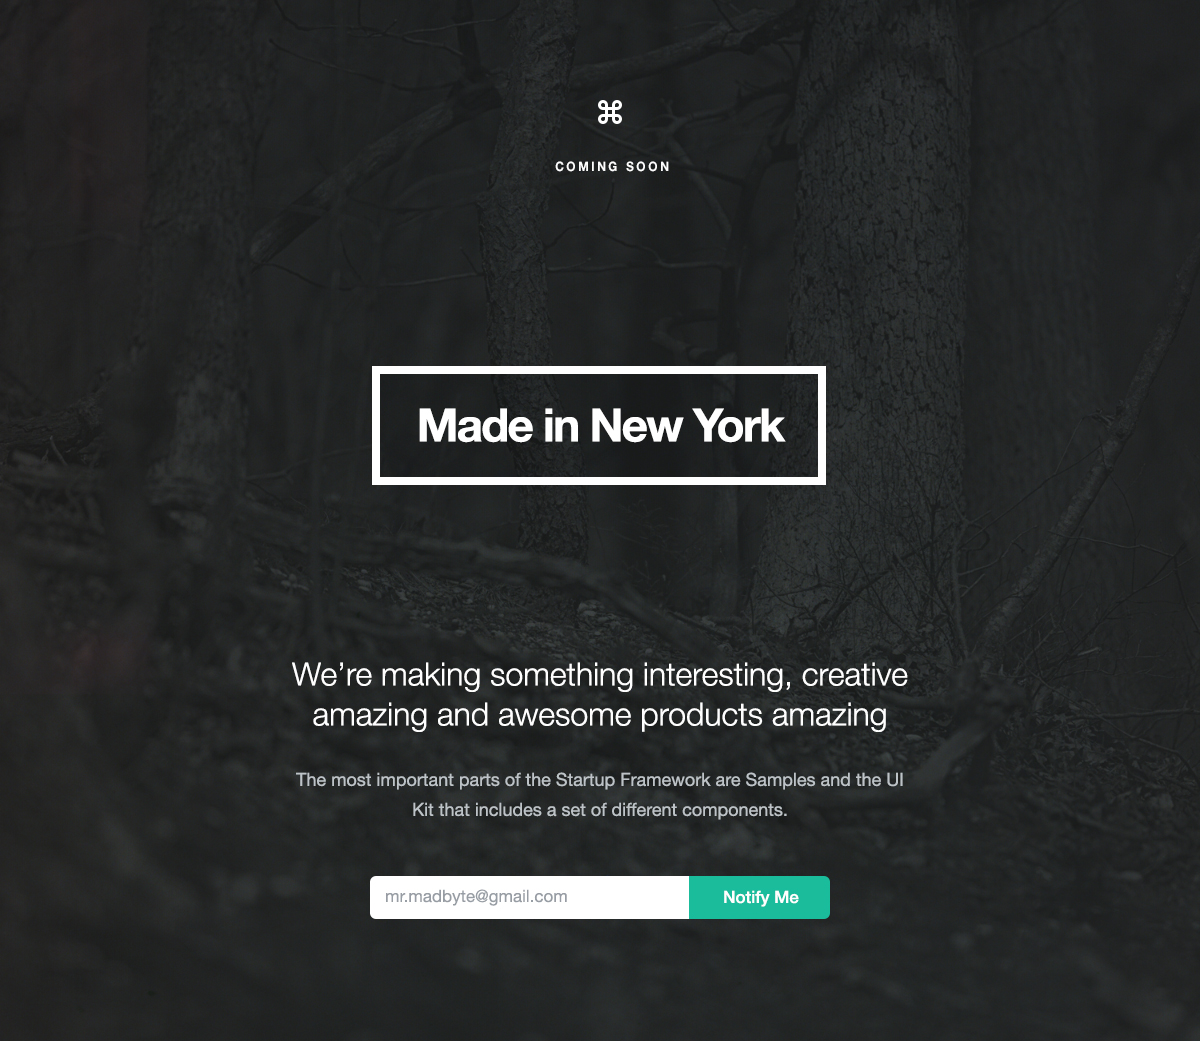 ⌘
COMING SOON
Made in New York
We’re making something interesting, creative
amazing and awesome products amazing
The most important parts of the Startup Framework are Samples and the UI
Kit that includes a set of different components.
mr.madbyte@gmail.com Notify Me